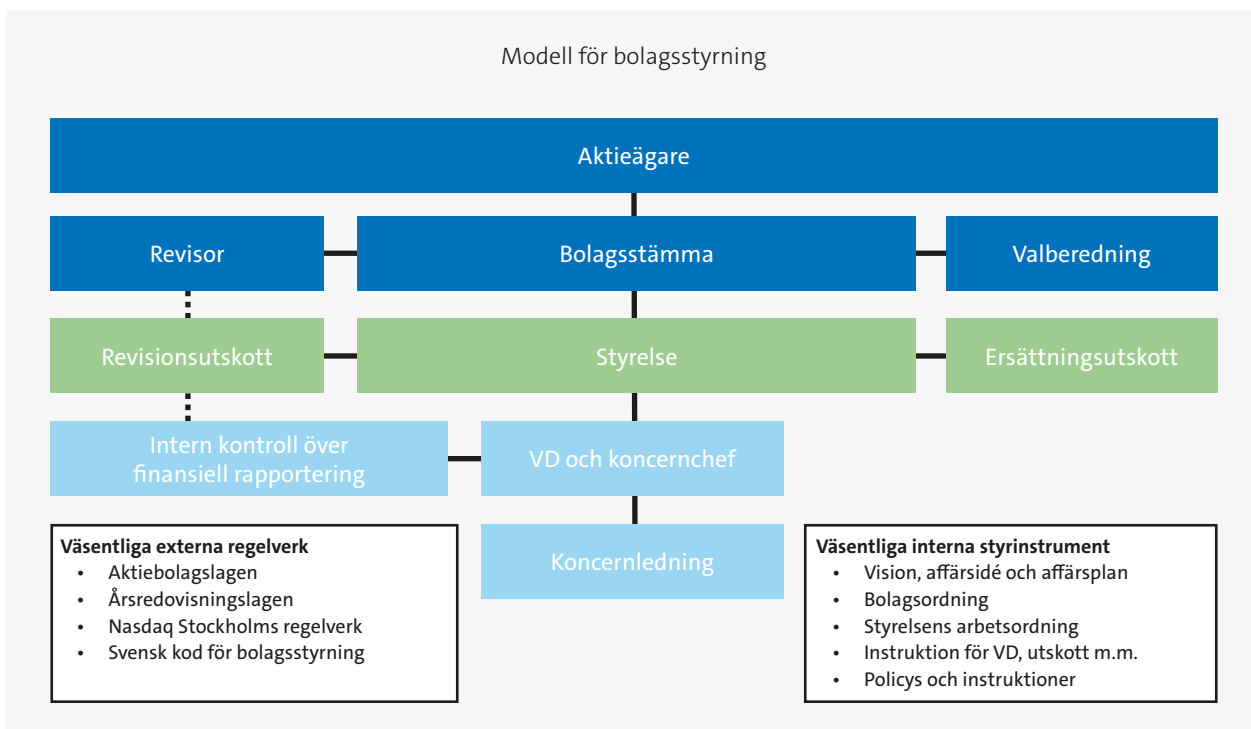 Modell för bolagsstyrning
Aktieägare
Revisor
Bolagsstämma
Valberedning
Revisionsutskott
Styrelse
Ersättningsutskott
Intern kontroll över
finansiell rapportering
VD och koncernchef
Koncernledning
Väsentliga externa regelverk
• Aktiebolagslagen
• Årsredovisningslagen
• Nasdaq Stockholms regelverk
• Svensk kod för bolagsstyrning
Väsentliga interna styrinstrument
• Vision, affärsidé och affärsplan
• Bolagsordning
• Styrelsens arbetsordning
• Instruktion för VD, utskott m.m.
• Policys och instruktioner